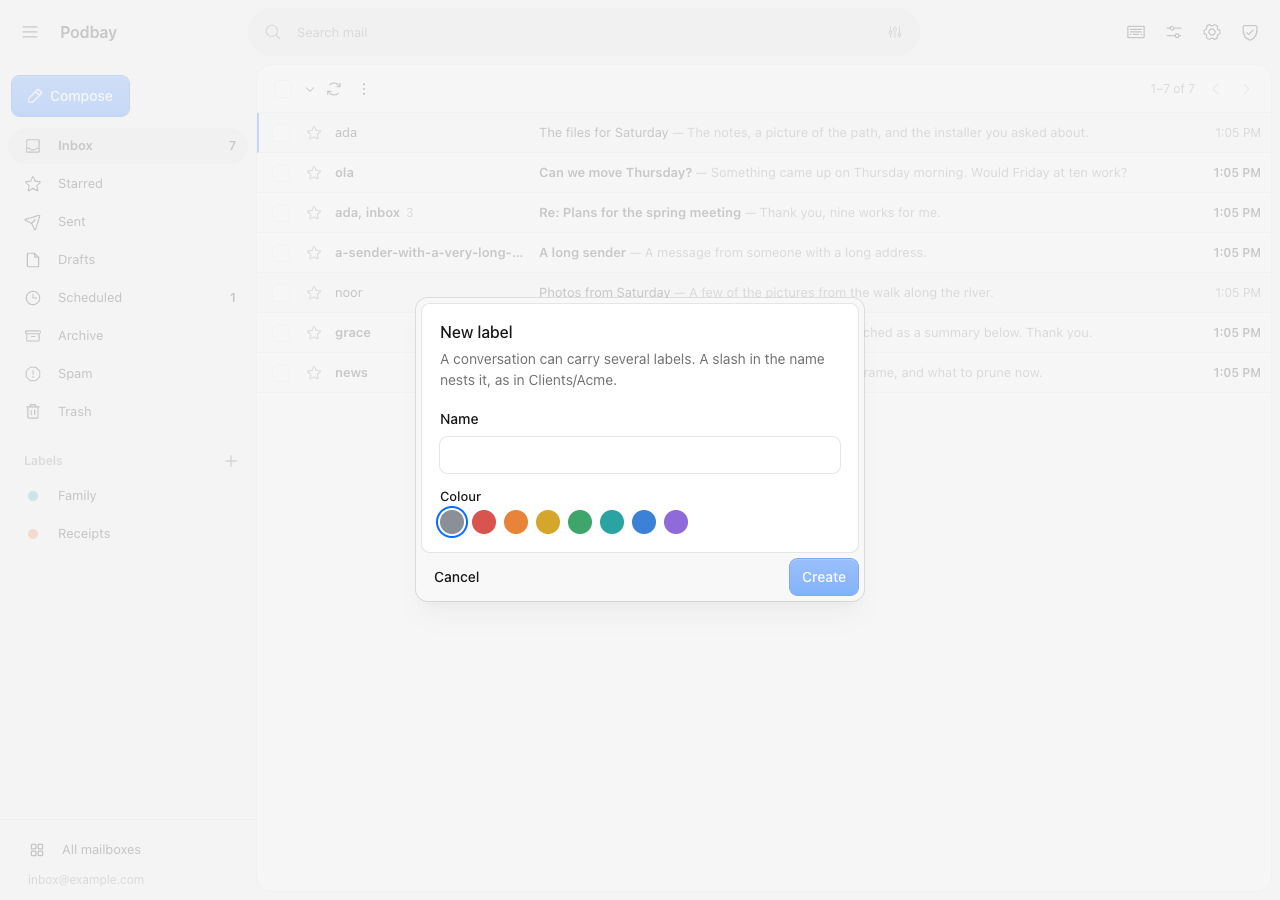 Podbay
Search mail
Compose
1–7 of 7
Inbox 7
Starred
Sent
Drafts
Scheduled 1
Archive
Spam
Trash
Labels
Family
Receipts
ada The files for Saturday — The notes, a picture of the path, and the installer you asked about. 1:05 PM
ola Can we move Thursday? — Something came up on Thursday morning. Would Friday at ten work? 1:05 PM
ada, inbox 3 Re: Plans for the spring meeting — Thank you, nine works for me. 1:05 PM
a-sender-with-a-very-long-... A long sender — A message from someone with a long address. 1:05 PM
noor Photos from Saturday — A few of the pictures from the walk along the river. 1:05 PM
grace as a summary below. Thank you. 1:05 PM
news and what to prune now. 1:05 PM
New label
A conversation can carry several labels. A slash in the name
nests it, as in Clients/Acme.
Name
Colour
Cancel
Create
All mailboxes
inbox@example.com